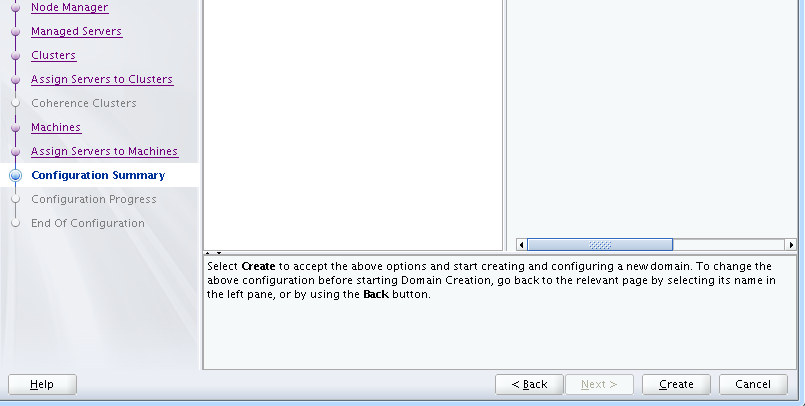 Node Manager
Managed Servers
Clusters
Assign Servers to Clusters
Coherence Clusters
Machines
Assign Servers to Machines
Configuration Summary
Configuration Progress
End Of Configuration
Select Create to accept the above options and start creating and configuring a new domain. To change the
above configuration before starting Domain Creation, go back to the relevant page by selecting its name in
the left pane, or by using the Back button.
Help
< Back
Next >
Create
Cancel